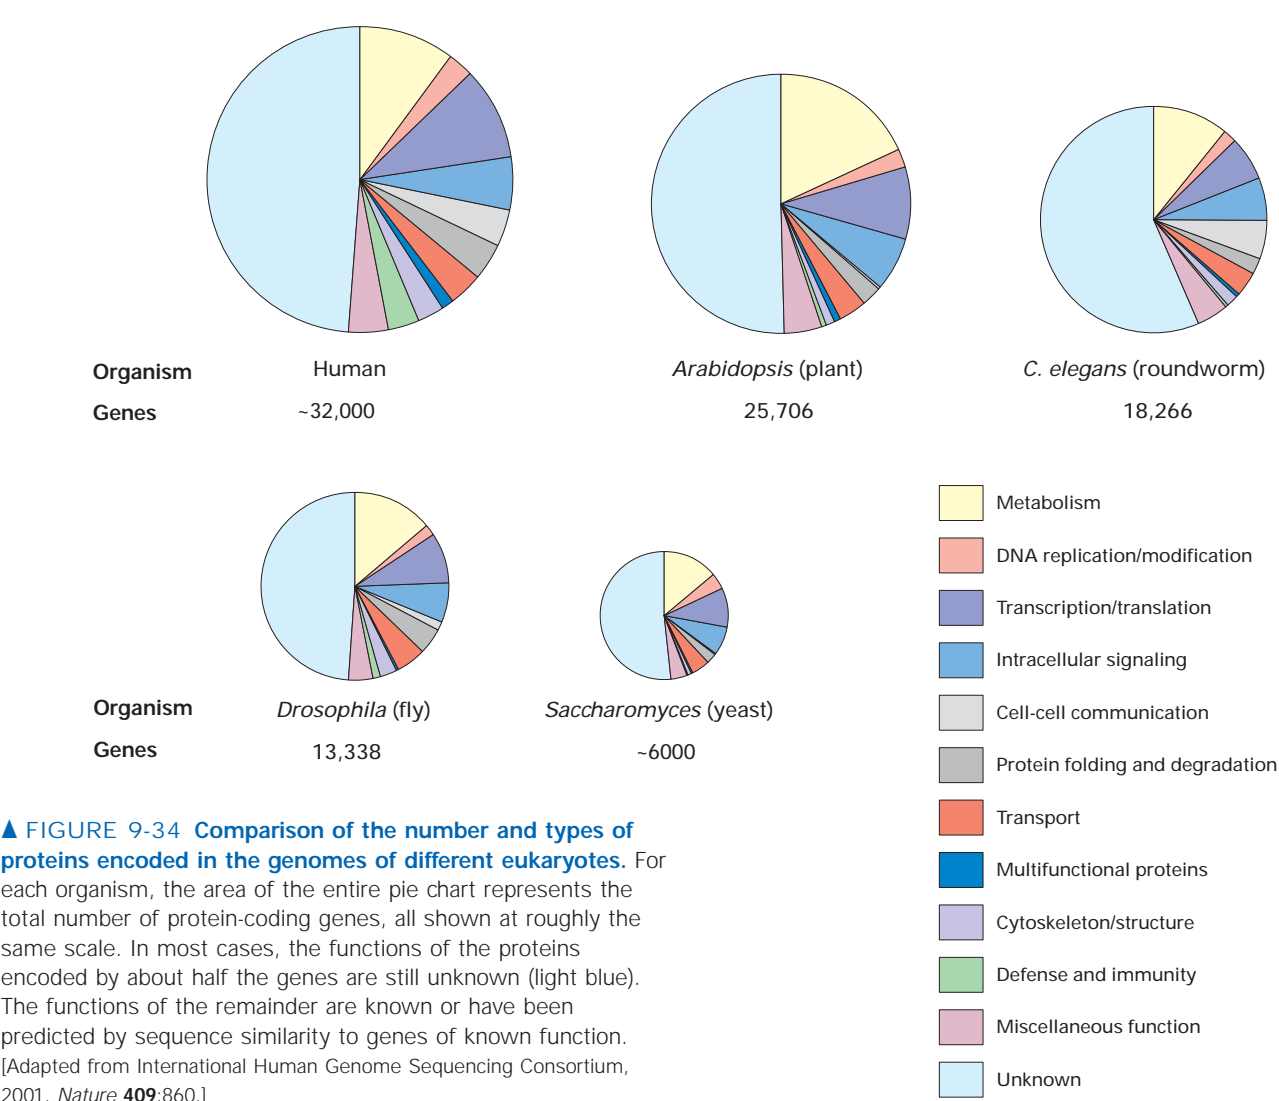 Organism Human Arabidopsis (plant) C. elegans (roundworm)
Genes ~32,000 25,706 18,266
Organism Drosophila (fly) Saccharomyces (yeast)
Genes 13,338 ~6000
Metabolism
DNA replication/modification
Transcription/translation
Intracellular signaling
Cell-cell communication
Protein folding and degradation
Transport
Multifunctional proteins
Cytoskeleton/structure
Defense and immunity
Miscellaneous function
Unknown
▲ FIGURE 9-34 Comparison of the number and types of
proteins encoded in the genomes of different eukaryotes. For
each organism, the area of the entire pie chart represents the
total number of protein-coding genes, all shown at roughly the
same scale. In most cases, the functions of the proteins
encoded by about half the genes are still unknown (light blue).
The functions of the remainder are known or have been
predicted by sequence similarity to genes of known function.
[Adapted from International Human Genome Sequencing Consortium,
2001, Nature 409:860.]